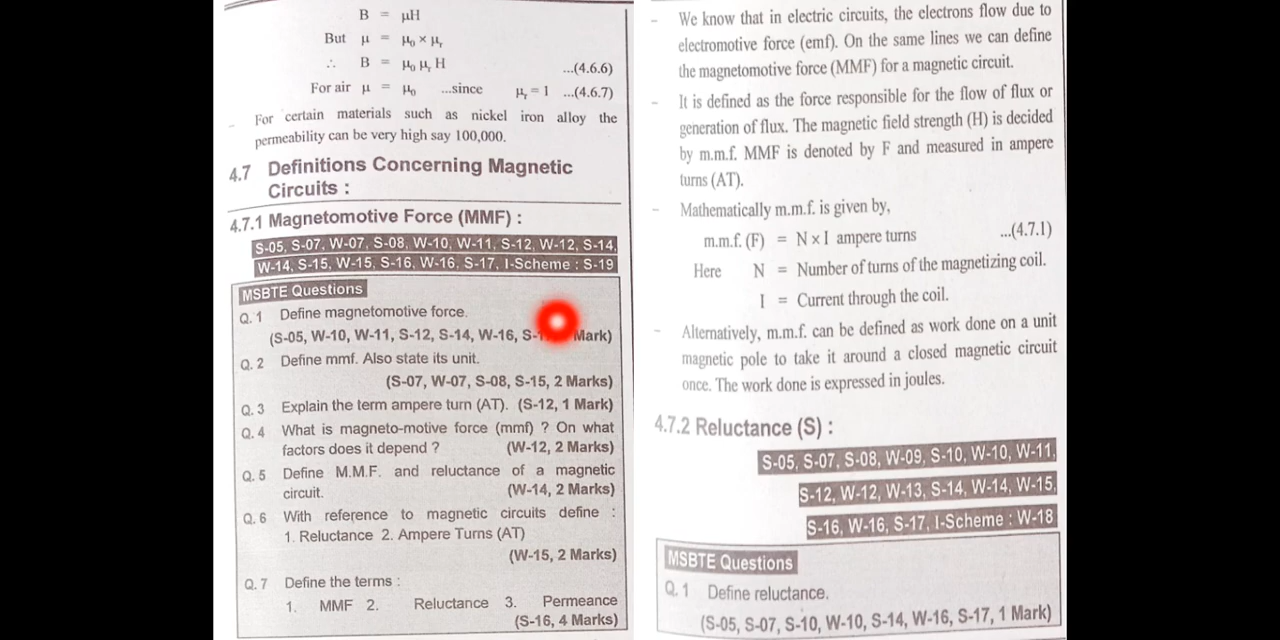 B = μH
But μ = μ₀ × μᵣ
∴ B = μ₀ μᵣ H ...(4.6.6)
For air μ = μ₀ ...since μᵣ = 1 ...(4.6.7)
– For certain materials such as nickel iron alloy the
permeability can be very high say 100,000.
4.7 Definitions Concerning Magnetic
Circuits :
4.7.1 Magnetomotive Force (MMF) :
S-05, S-07, W-07, S-08, W-10, W-11, S-12, W-12, S-14,
W-14, S-15, W-15, S-16, W-16, S-17, I-Scheme : S-19
MSBTE Questions
Q. 1 Define magnetomotive force.
(S-05, W-10, W-11, S-12, S-14, W-16, Mark)
Q. 2 Define mmf. Also state its unit.
(S-07, W-07, S-08, S-15, 2 Marks)
Q. 3 Explain the term ampere turn (AT). (S-12, 1 Mark)
Q. 4 What is magneto-motive force (mmf) ? On what
factors does it depend ? (W-12, 2 Marks)
Q. 5 Define M.M.F. and reluctance of a magnetic
circuit. (W-14, 2 Marks)
Q. 6 With reference to magnetic circuits define :
1. Reluctance 2. Ampere Turns (AT)
(W-15, 2 Marks)
Q. 7 Define the terms :
1. MMF 2. Reluctance 3. Permeance
(S-16, 4 Marks)
– We know that in electric circuits, the electrons flow due to
electromotive force (emf). On the same lines we can define
the magnetomotive force (MMF) for a magnetic circuit.
– It is defined as the force responsible for the flow of flux or
generation of flux. The magnetic field strength (H) is decided
by m.m.f. MMF is denoted by F and measured in ampere
turns (AT).
– Mathematically m.m.f. is given by,
m.m.f. (F) = N × I ampere turns ...(4.7.1)
Here N = Number of turns of the magnetizing coil.
I = Current through the coil.
– Alternatively, m.m.f. can be defined as work done on a unit
magnetic pole to take it around a closed magnetic circuit
once. The work done is expressed in joules.
4.7.2 Reluctance (S) :
S-05, S-07, S-08, W-09, S-10, W-10, W-11,
S-12, W-12, W-13, S-14, W-14, W-15,
S-16, W-16, S-17, I-Scheme : W-18
MSBTE Questions
Q. 1 Define reluctance.
(S-05, S-07, S-10, W-10, S-14, W-16, S-17, 1 Mark)